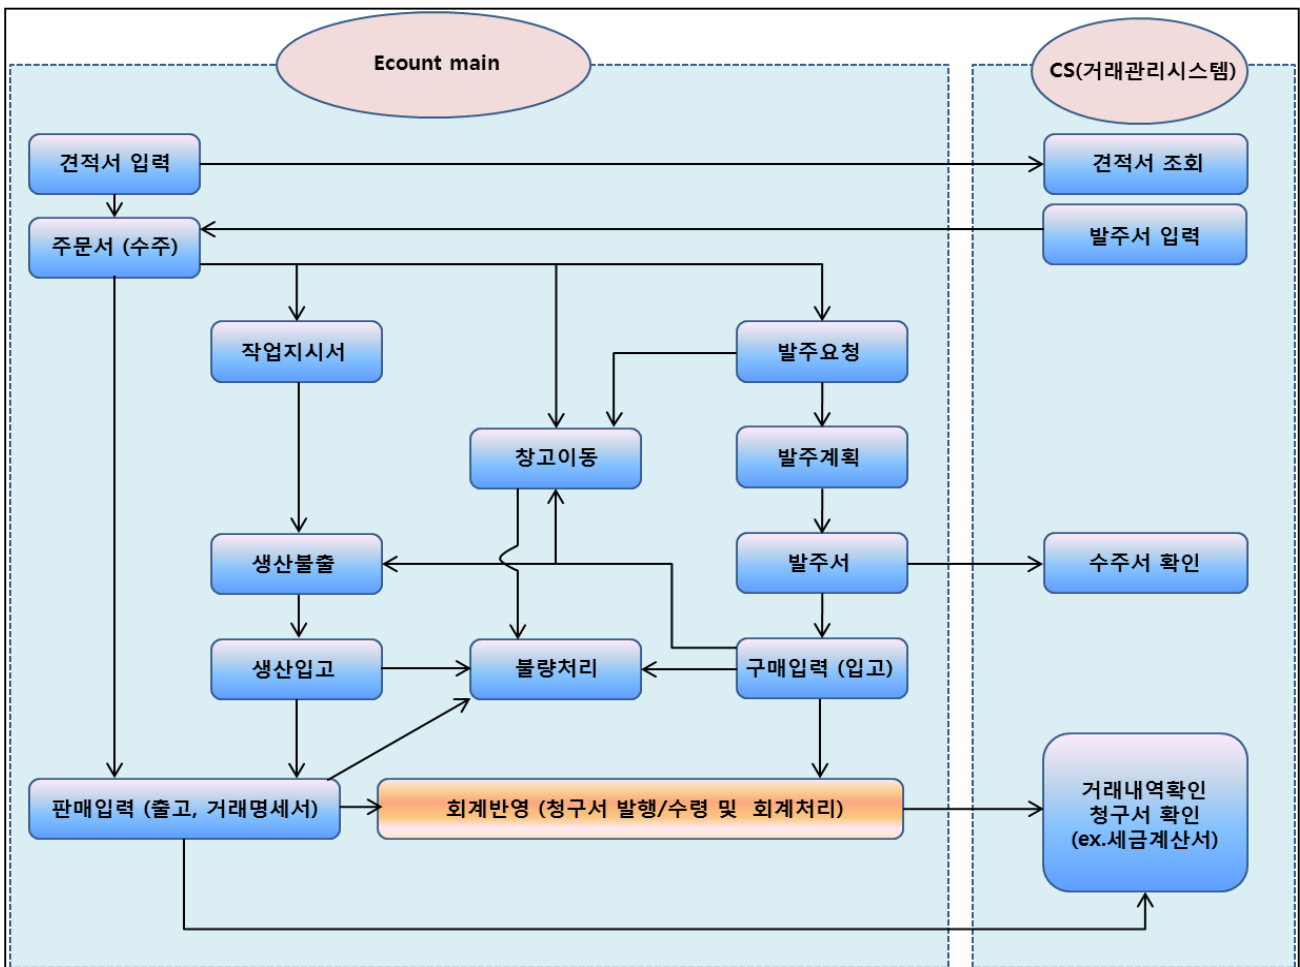 Ecount main
CS(거래관리시스템)
견적서 입력
견적서 조회
주문서 (수주)
발주서 입력
작업지시서
발주요청
창고이동
발주계획
생산불출
발주서
수주서 확인
생산입고
불량처리
구매입력 (입고)
판매입력 (출고, 거래명세서)
회계반영 (청구서 발행/수령 및 회계처리)
거래내역확인
청구서 확인
(ex.세금계산서)